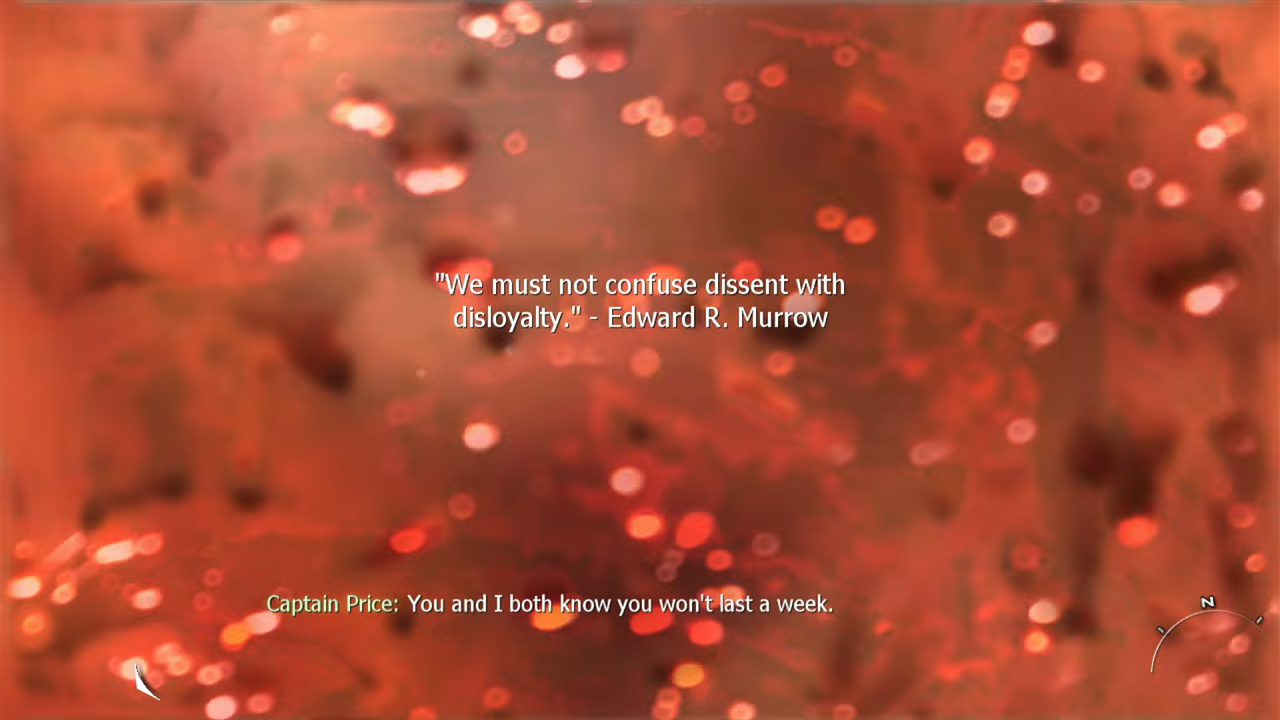 "We must not confuse dissent with
disloyalty." - Edward R. Murrow
Captain Price: You and I both know you won't last a week.
N